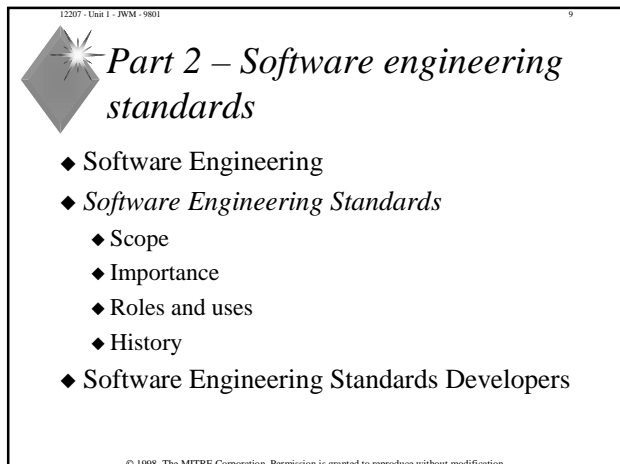 12207 - Unit 1 - JWM - 9801 9
Part 2 – Software engineering
standards
◆ Software Engineering
◆ Software Engineering Standards
◆ Scope
◆ Importance
◆ Roles and uses
◆ History
◆ Software Engineering Standards Developers
© 1998, The MITRE Corporation. Permission is granted to reproduce without modification